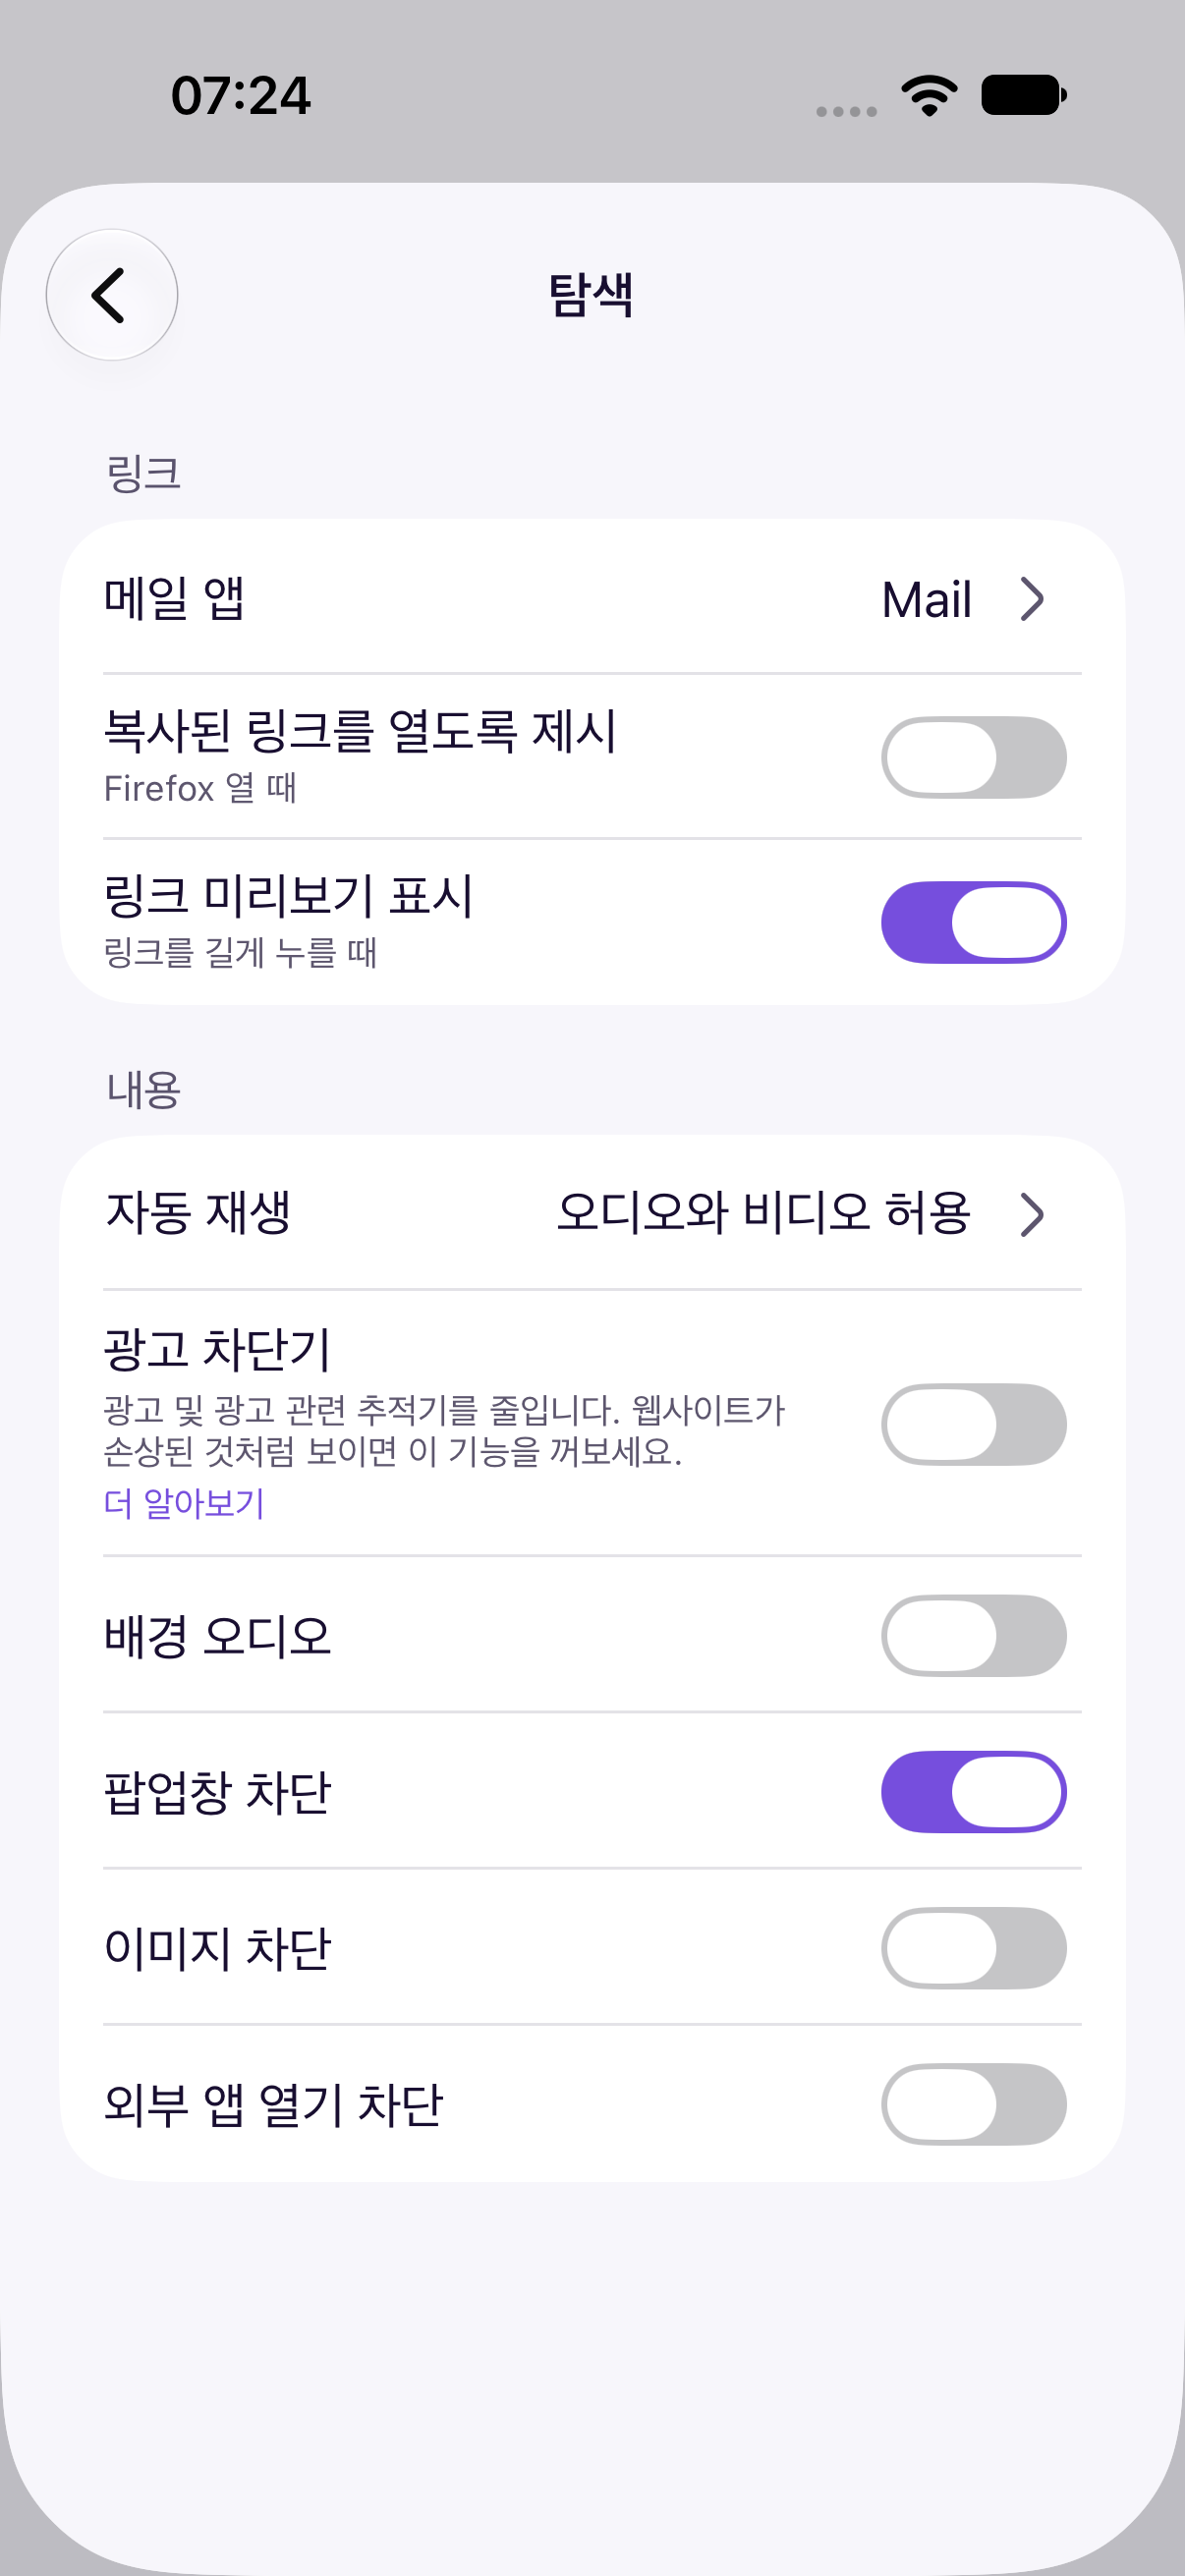 07:24
탐색
링크
메일 앱
Mail
복사된 링크를 열도록 제시
Firefox 열 때
링크 미리보기 표시
링크를 길게 누를 때
내용
자동 재생
오디오와 비디오 허용
광고 차단기
광고 및 광고 관련 추적기를 줄입니다. 웹사이트가
손상된 것처럼 보이면 이 기능을 꺼보세요.
더 알아보기
배경 오디오
팝업창 차단
이미지 차단
외부 앱 열기 차단